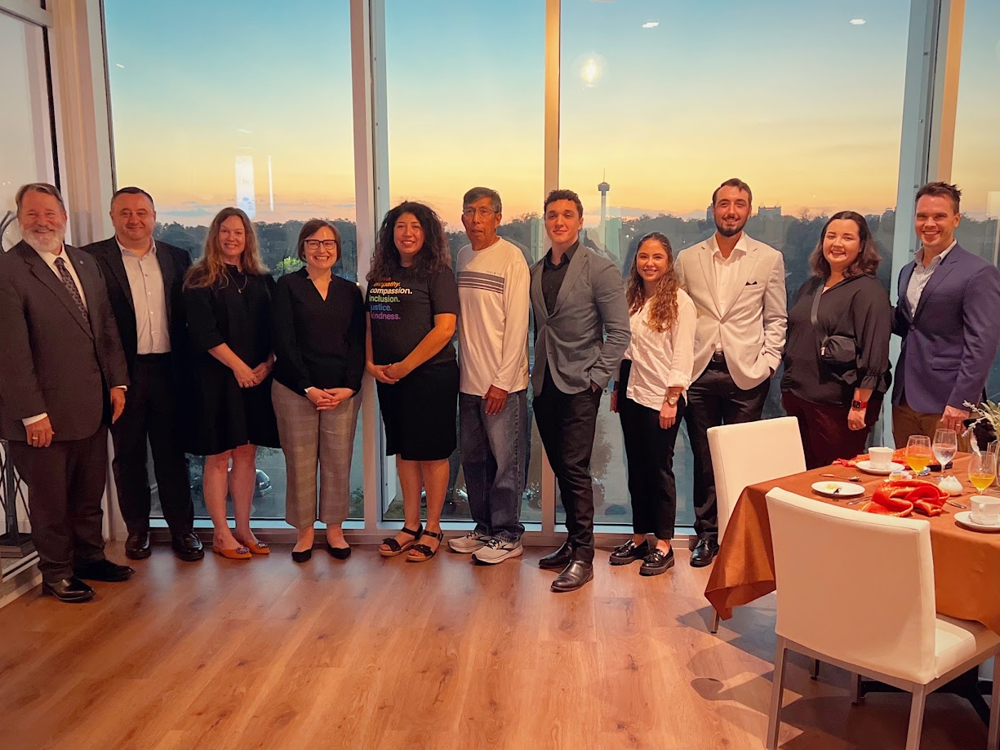 empathy.
compassion.
inclusion.
justice.
kindness.